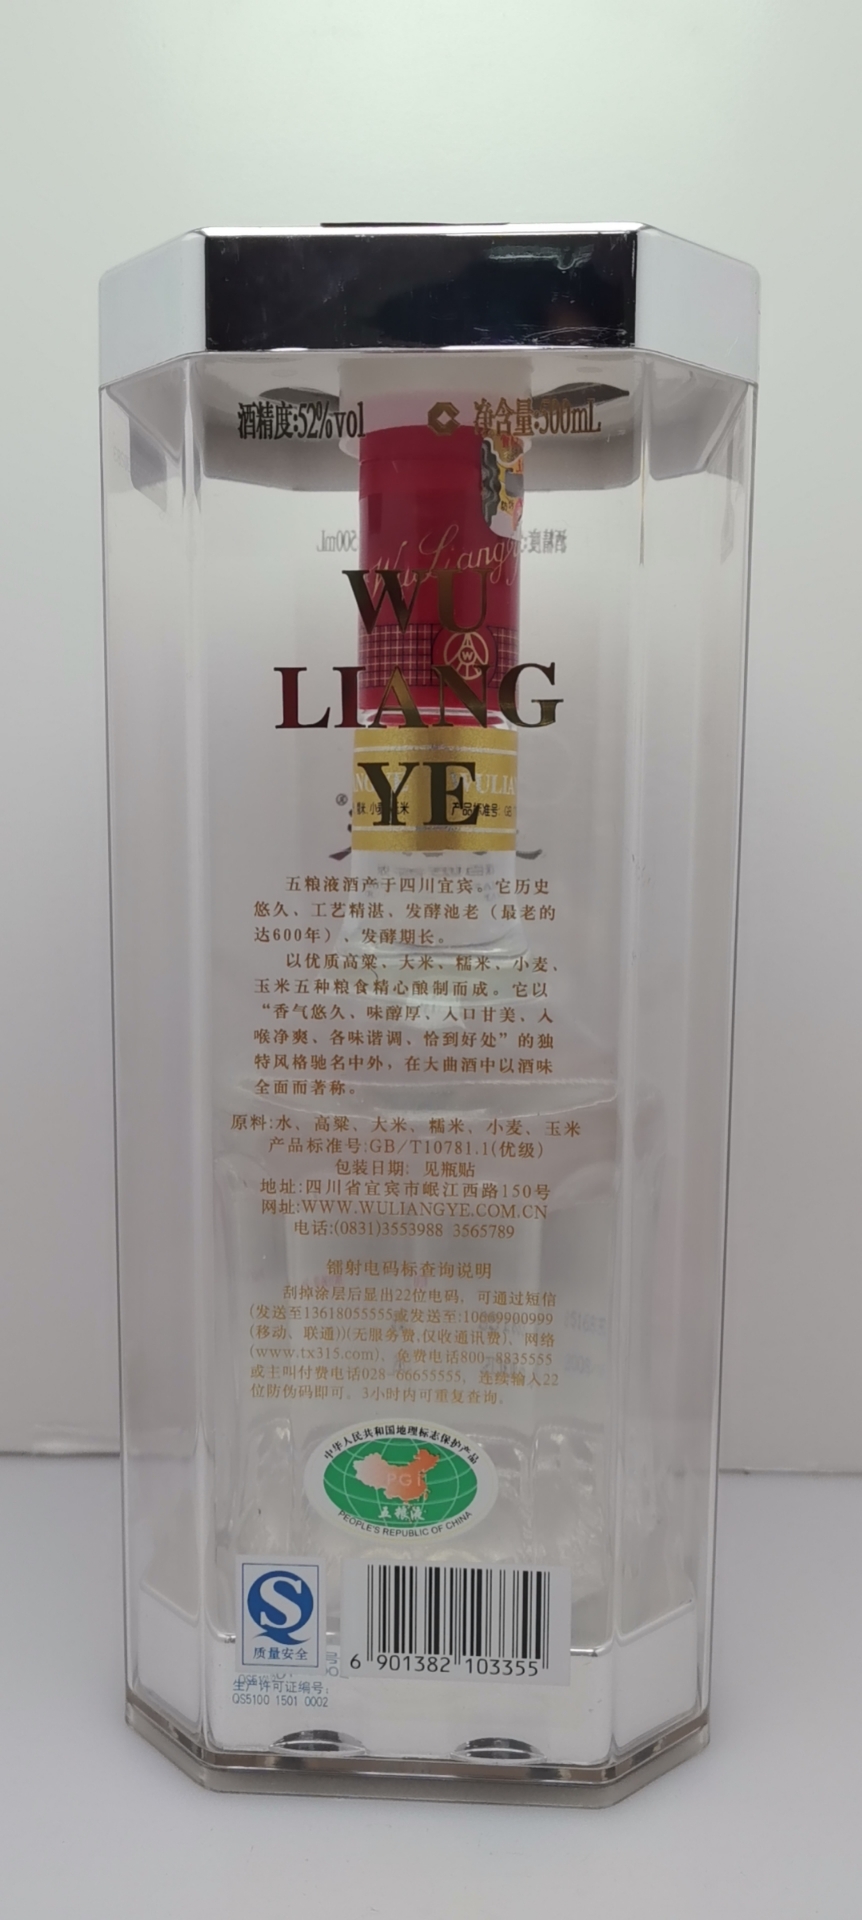 酒精度:52%vol 净含量:500mL
Wu Liang
WU
LIANG
YE
WULIA
小麦 玉米 产品标准号: GB
五粮液酒产于四川宜宾。它历史
悠久、工艺精湛、发酵池老（最老的
达600年）、发酵期长。
以优质高粱、大米、糯米、小麦、
玉米五种粮食精心酿制而成。它以
“香气悠久、味醇厚、入口甘美、入
喉净爽、各味谐调、恰到好处”的独
特风格驰名中外，在大曲酒中以酒味
全面而著称。
原料:水、高粱、大米、糯米、小麦、玉米
产品标准号:GB/T10781.1(优级)
包装日期: 见瓶贴
地址:四川省宜宾市岷江西路150号
网址:WWW.WULIANGYE.COM.CN
电话:(0831)3553988 3565789
镭射电码标查询说明
刮掉涂层后显出22位电码，可通过短信
(发送至13618055555或发送至:10669900999
(移动、联通))(无服务费,仅收通讯费)、网络
(www.tx315.com)，免费电话800-8835555
或主叫付费电话028-66655555，连续输入22
位防伪码即可。3小时内可重复查询。
中华人民共和国地理标志保护产品
PGI
五粮液
PEOPLE'S REPUBLIC OF CHINA
质量安全
6 901382 103355
生产许可证编号:
QS5100 1501 0002